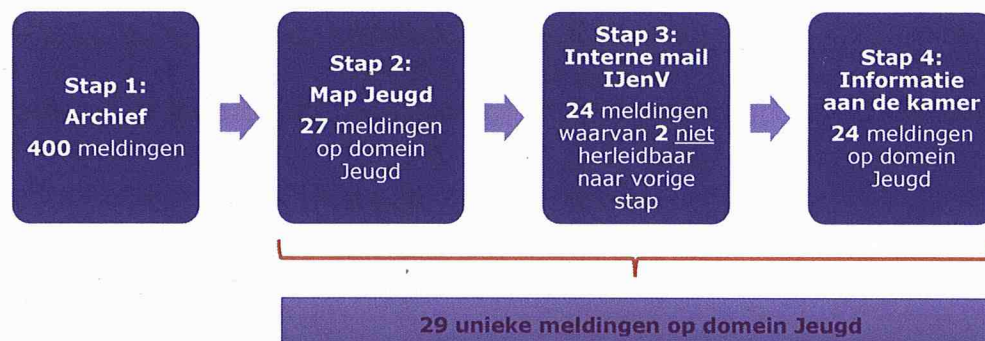 Stap 1:
Archief
400 meldingen
Stap 2:
Map Jeugd
27 meldingen
op domein
Jeugd
Stap 3:
Interne mail
IJenV
24 meldingen
waarvan 2 niet
herleidbaar
naar vorige
stap
Stap 4:
Informatie
aan de kamer
24 meldingen
op domein
Jeugd
29 unieke meldingen op domein Jeugd